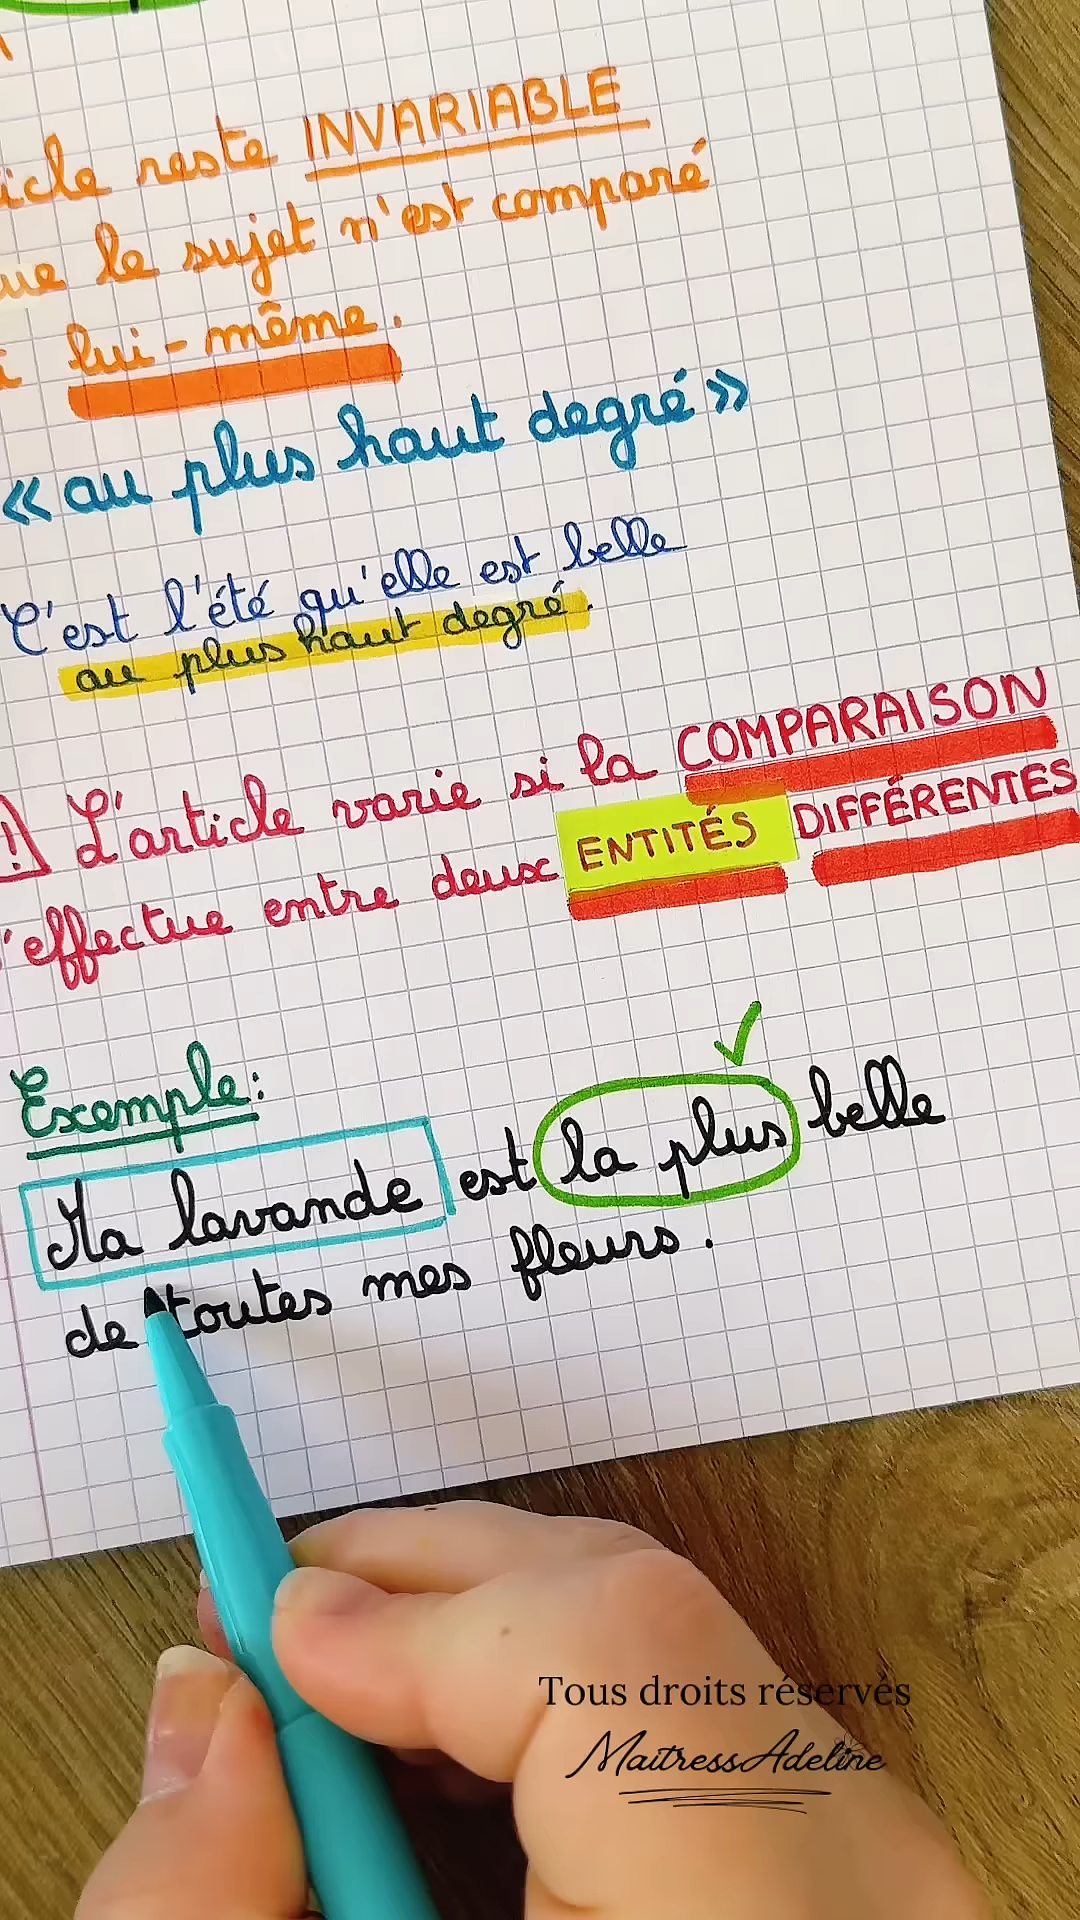 icle reste INVARIABLE
ue le sujet n'est comparé
lui-même.
« au plus haut degré »
C'est l'été qu'elle est belle
au plus haut degré.
! L'article varie si la COMPARAISON
'effectue entre deux ENTITÉS DIFFÉRENTES
Exemple:
Ma lavande est la plus belle
de toutes mes fleurs.
Tous droits réservés
MaitressAdeline